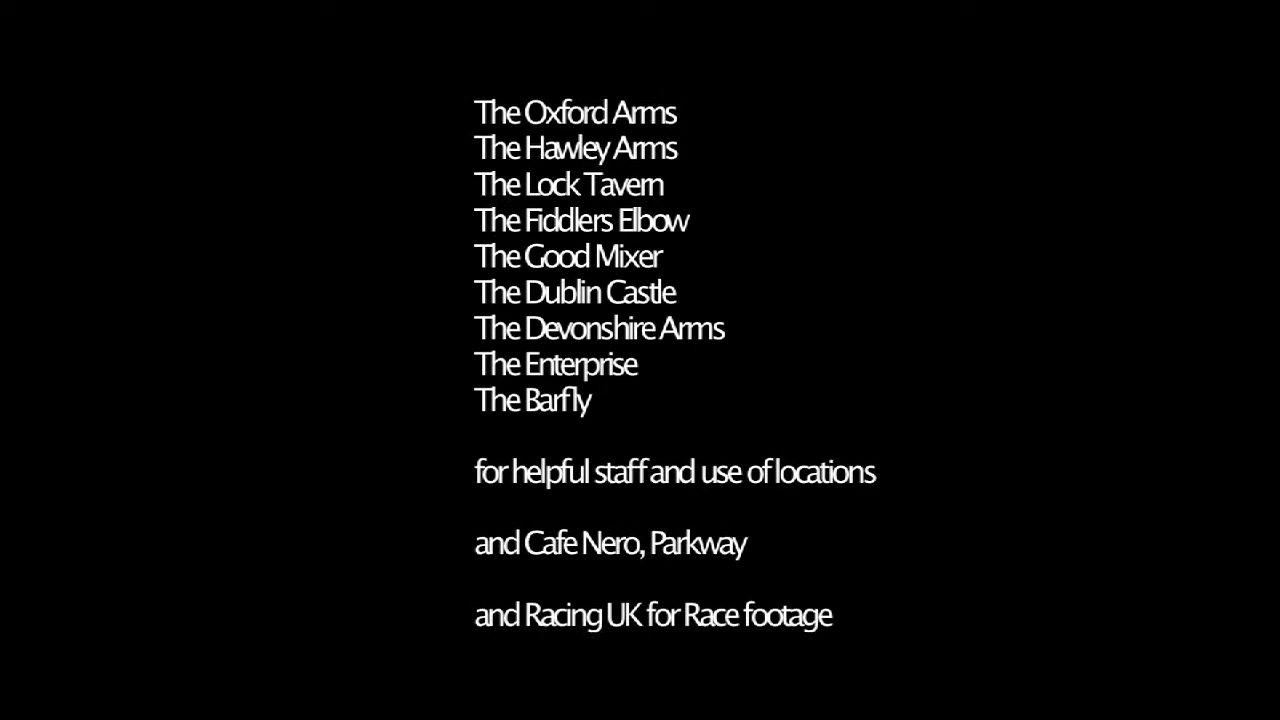 The Oxford Arms
The Hawley Arms
The Lock Tavern
The Fiddlers Elbow
The Good Mixer
The Dublin Castle
The Devonshire Arms
The Enterprise
The Barfly
for helpful staff and use of locations
and Cafe Nero, Parkway
and Racing UK for Race footage